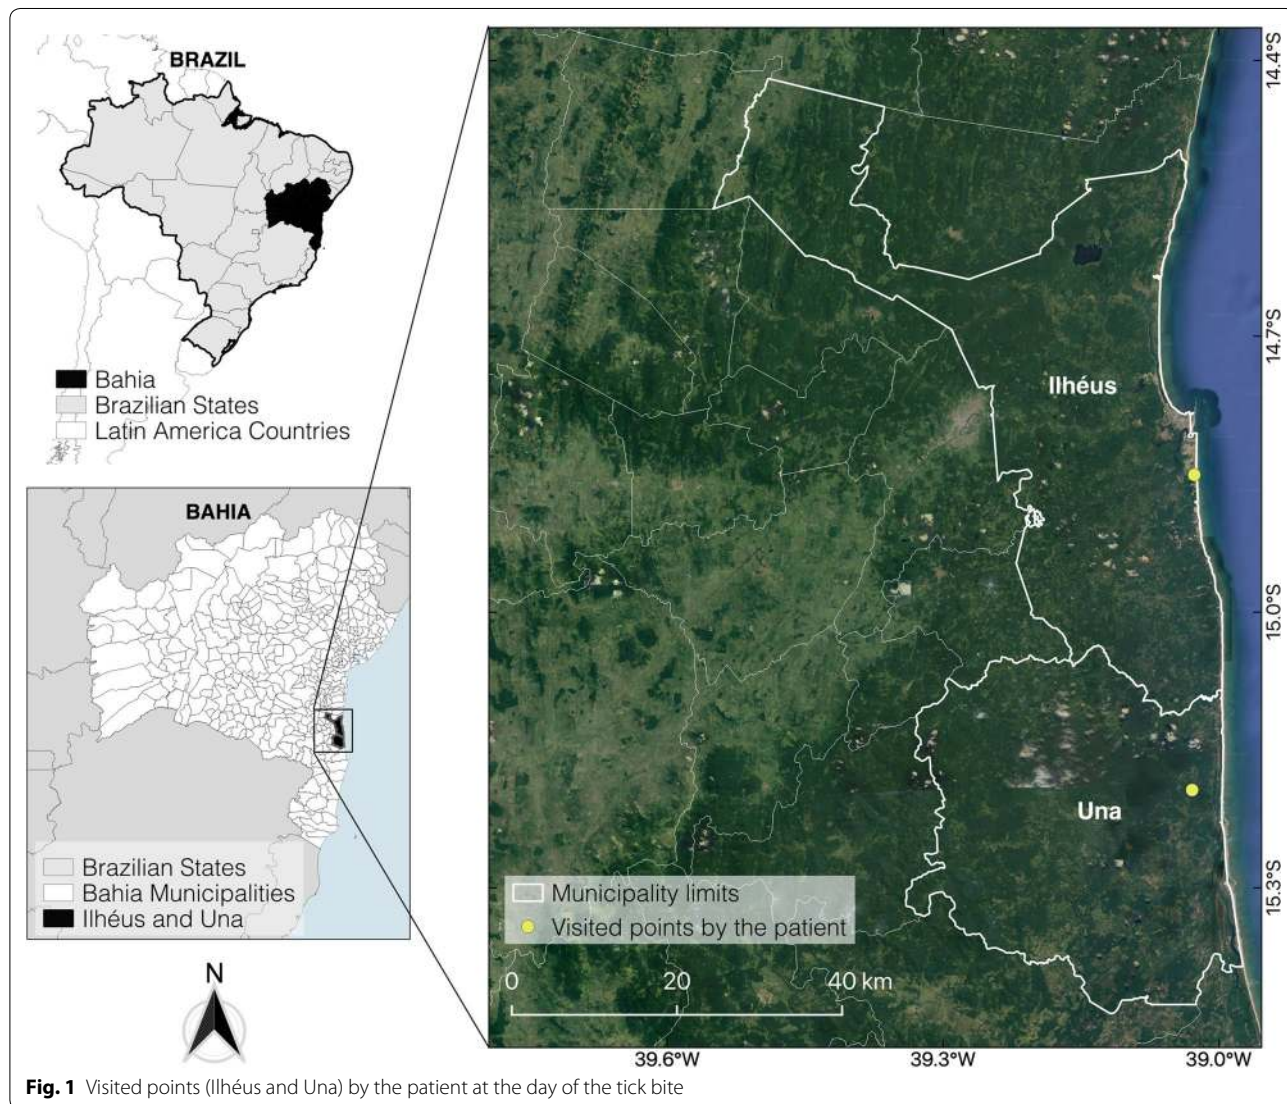 BRAZIL
Bahia
Brazilian States
Latin America Countries
BAHIA
Brazilian States
Bahia Municipalities
Ilhéus and Una
N
Ilhéus
Una
Municipality limits
Visited points by the patient
0 20 40 km
14.4°S
14.7°S
15.0°S
15.3°S
39.6°W 39.3°W 39.0°W
Fig. 1 Visited points (Ilhéus and Una) by the patient at the day of the tick bite